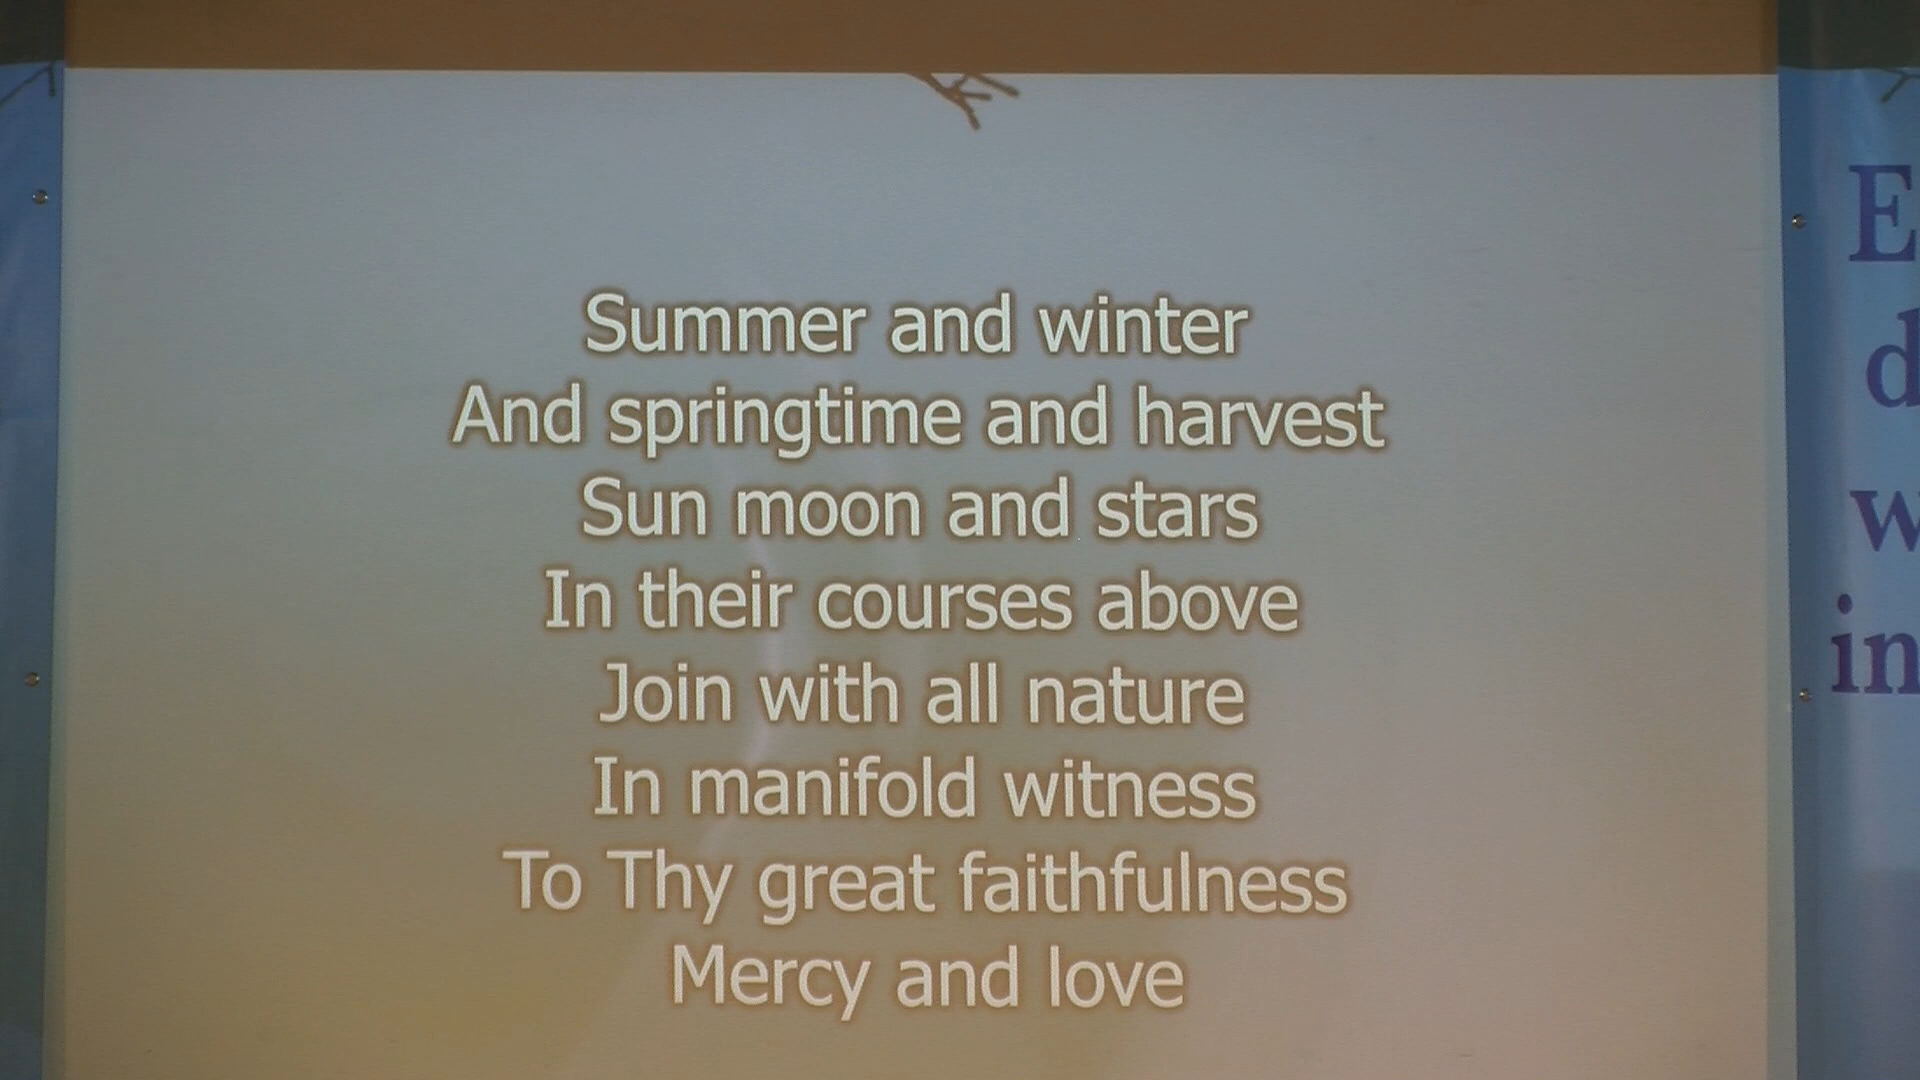 Summer and winter
And springtime and harvest
Sun moon and stars
In their courses above
Join with all nature
In manifold witness
To Thy great faithfulness
Mercy and love